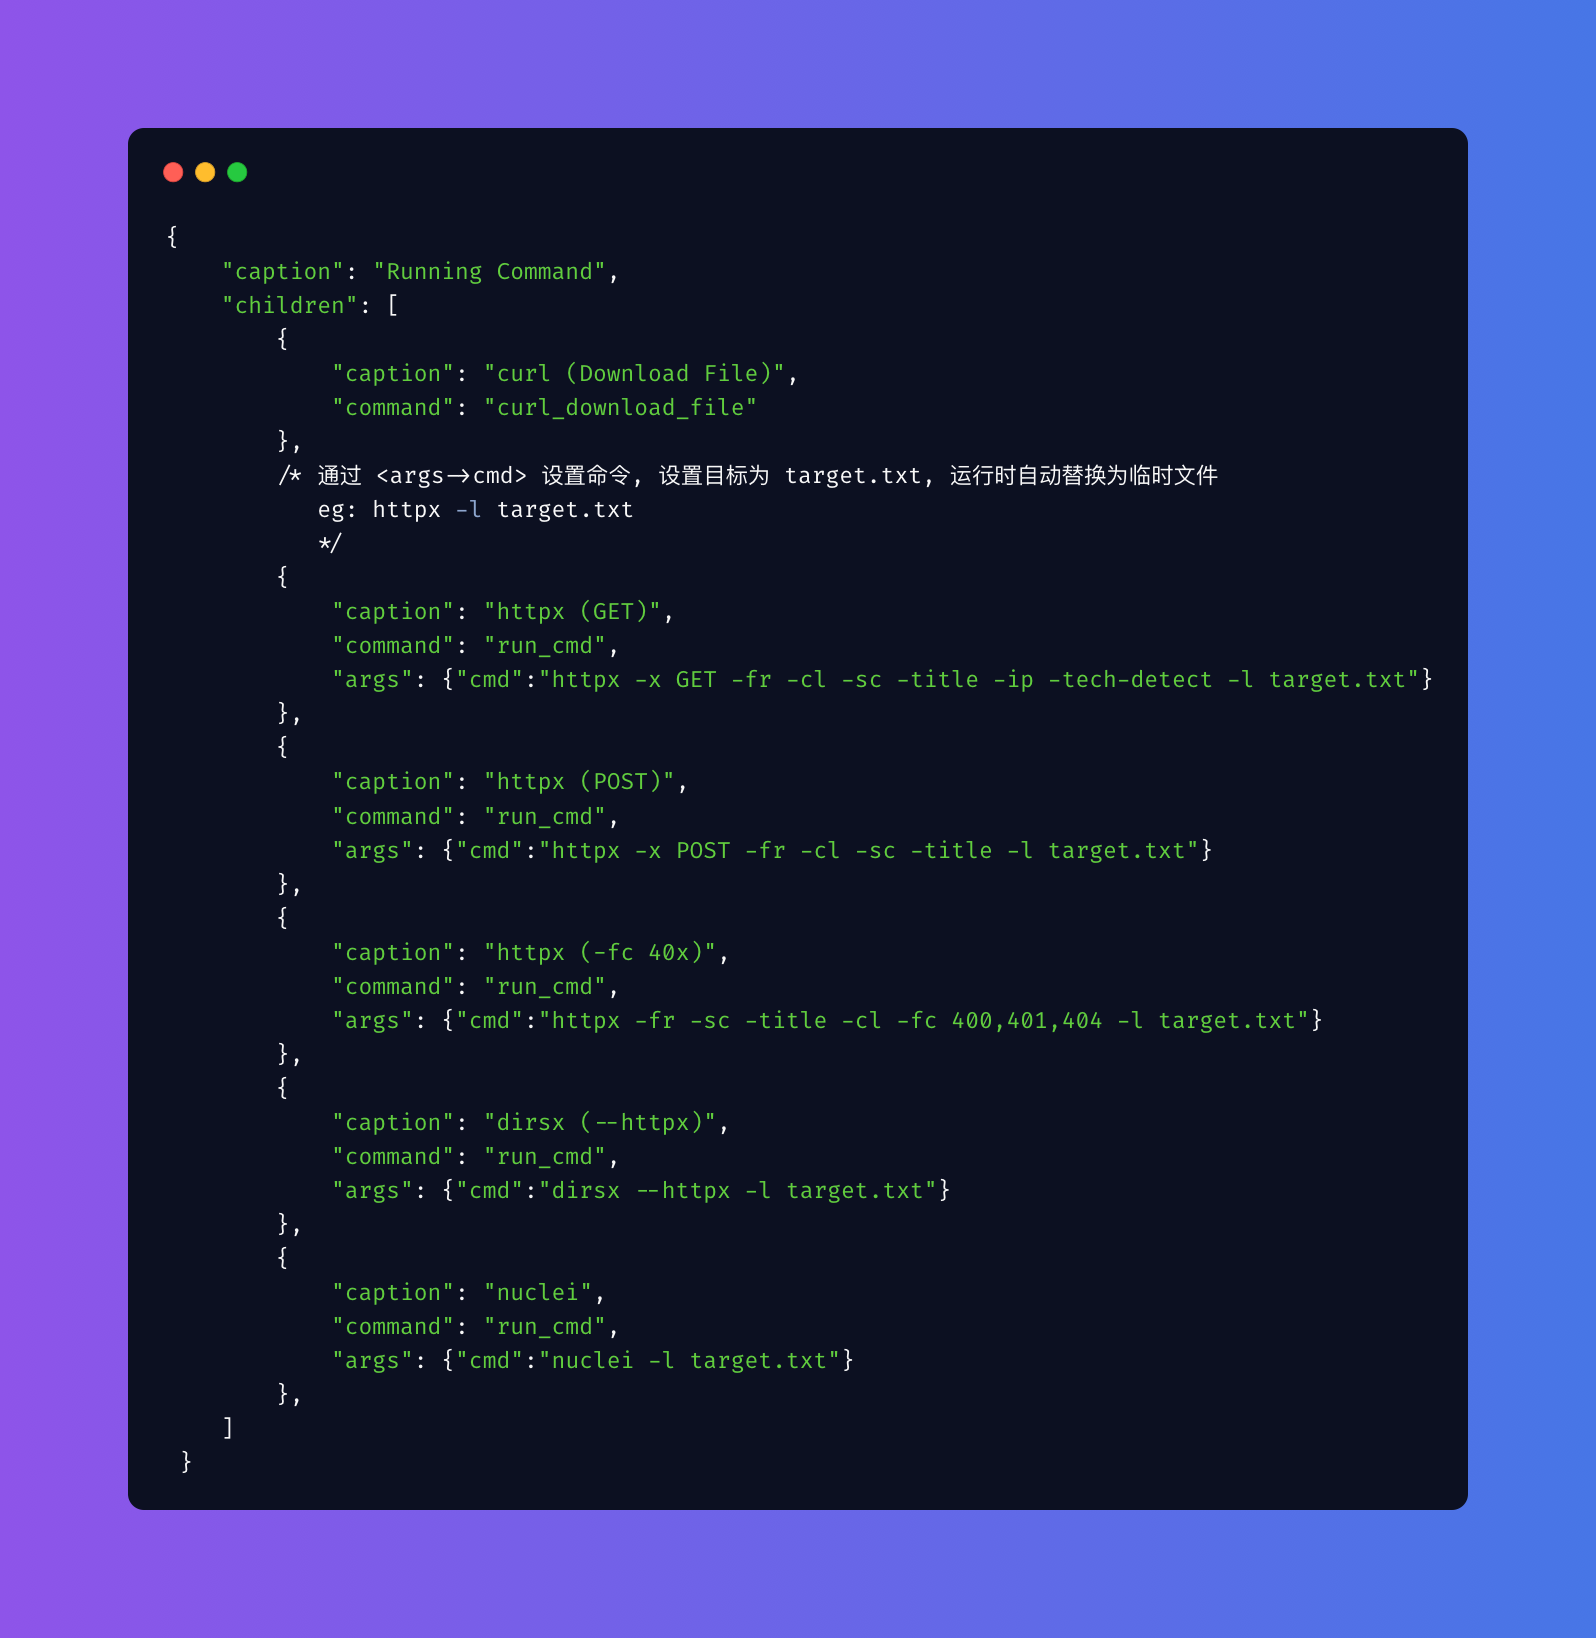 {
    "caption": "Running Command",
    "children": [
        {
            "caption": "curl (Download File)",
            "command": "curl_download_file"
        },
        /* 通过 <args->cmd> 设置命令, 设置目标为 target.txt, 运行时自动替换为临时文件
           eg: httpx -l target.txt
           */
        {
            "caption": "httpx (GET)",
            "command": "run_cmd",
            "args": {"cmd":"httpx -x GET -fr -cl -sc -title -ip -tech-detect -l target.txt"}
        },
        {
            "caption": "httpx (POST)",
            "command": "run_cmd",
            "args": {"cmd":"httpx -x POST -fr -cl -sc -title -l target.txt"}
        },
        {
            "caption": "httpx (-fc 40x)",
            "command": "run_cmd",
            "args": {"cmd":"httpx -fr -sc -title -cl -fc 400,401,404 -l target.txt"}
        },
        {
            "caption": "dirsx (--httpx)",
            "command": "run_cmd",
            "args": {"cmd":"dirsx --httpx -l target.txt"}
        },
        {
            "caption": "nuclei",
            "command": "run_cmd",
            "args": {"cmd":"nuclei -l target.txt"}
        },
    ]
 }